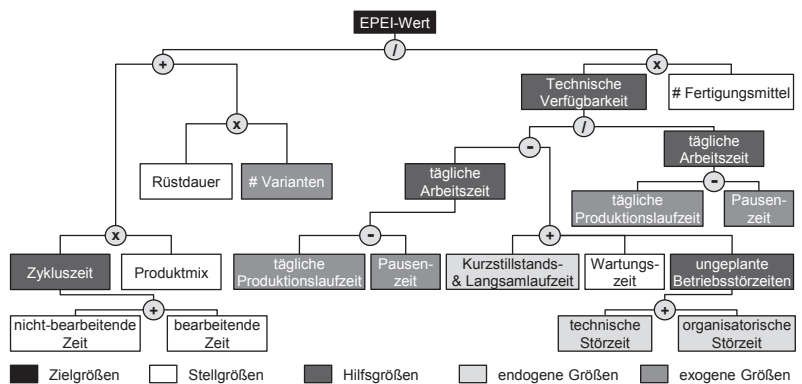 EPEI-Wert
/
+
x
Technische
Verfügbarkeit
# Fertigungsmittel
x
/
-
tägliche
Arbeitszeit
Rüstdauer
# Varianten
tägliche
Arbeitszeit
-
tägliche
Produktionslaufzeit
Pausen-
zeit
x
-
+
Zykluszeit
Produktmix
tägliche
Produktionslaufzeit
Pausen-
zeit
Kurzstillstands-
& Langsamlaufzeit
Wartungs-
zeit
ungeplante
Betriebsstörzeiten
+
+
nicht-bearbeitende
Zeit
bearbeitende
Zeit
technische
Störzeit
organisatorische
Störzeit
Zielgrößen
Stellgrößen
Hilfsgrößen
endogene Größen
exogene Größen